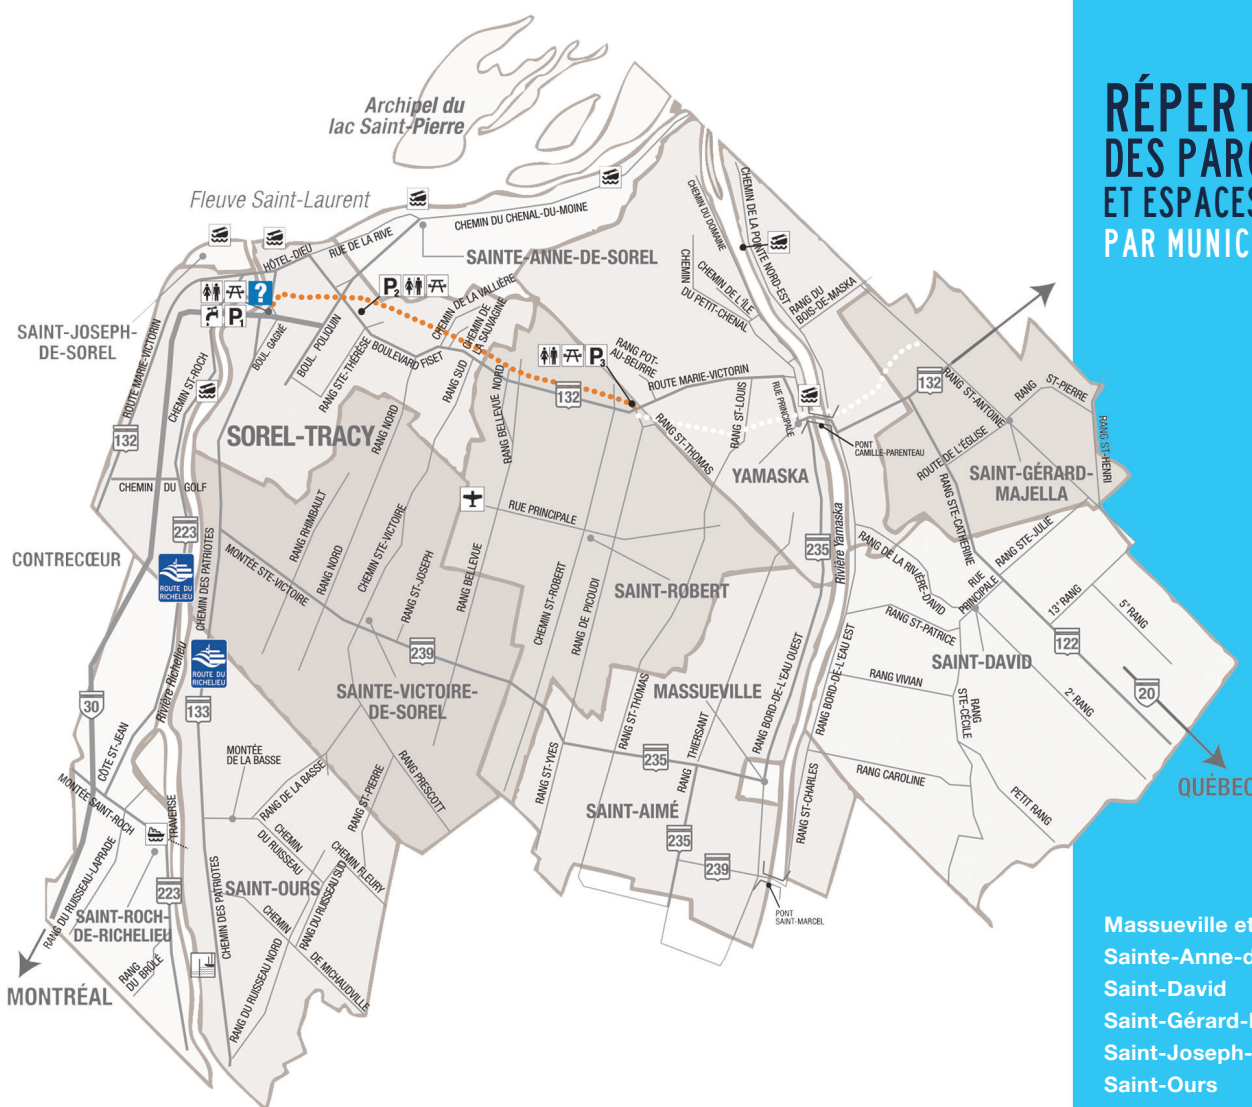 Archipel du
lac Saint-Pierre
Fleuve Saint-Laurent
CHEMIN DU CHENAL-DU-MOINE
RUE DE LA RIVE
HÔTEL-DIEU
SAINTE-ANNE-DE-SOREL
CHEMIN DU DOMAINE
CHEMIN DE LA POINTE NORD-EST
CHEMIN DE L'ÎLE
CHEMIN
DU PETIT-CHENAL
RANG DU
BOIS-DE-MASKA
?
P1
P2
P3
SAINT-JOSEPH-
DE-SOREL
ROUTE MARIE-VICTORIN
CHEMIN ST-ROCH
BOUL. GAGNÉ
BOUL. POLIQUIN
RANG STE-THÉRÈSE
BOULEVARD FISET
CHEMIN DE LA VALLIÈRE
CHEMIN DE
LA SAUVAGINE
RANG SUD
RANG BELLEVUE NORD
RANG NORD
132
RANG POT-
AU-BEURRE
ROUTE MARIE-VICTORIN
RANG ST-LOUIS
RUE PRINCIPALE
RANG ST-THOMAS
132
RANG ST-ANTOINE
RANG ST-PIERRE
RANG ST-HENRI
ROUTE DE L'ÉGLISE
SAINT-GÉRARD-
MAJELLA
PONT
CAMILLE-PARENTEAU
YAMASKA
SOREL-TRACY
132
CHEMIN DU GOLF
223
CONTRECŒUR
ROUTE DU
RICHELIEU
CHEMIN DES PATRIOTES
MONTÉE STE-VICTOIRE
RANG RHIMBAULT
RANG NORD
CHEMIN STE-VICTOIRE
RANG ST-JOSEPH
RANG BELLEVUE
RUE PRINCIPALE
CHEMIN ST-ROBERT
RANG DE PICOUDI
SAINT-ROBERT
235
Rivière Yamaska
RANG STE-CATHERINE
RANG DE LA RIVIÈRE-DAVID
RUE
PRINCIPALE
RANG STE-JULIE
13e RANG
5e RANG
122
RANG ST-PATRICE
SAINT-DAVID
RANG VIVIAN
RANG
STE-CÉCILE
2e RANG
20
QUÉBEC
ROUTE DU
RICHELIEU
Rivière Richelieu
133
30
239
SAINTE-VICTOIRE-
DE-SOREL
MASSUEVILLE
RANG BORD-DE-L'EAU OUEST
RANG BORD-DE-L'EAU EST
RANG ST-THOMAS
RANG
THIERSANT
235
RANG ST-YVES
RANG PRESCOTT
SAINT-AIMÉ
235
239
RANG ST-CHARLES
RANG CAROLINE
PETIT RANG
PONT
SAINT-MARCEL
CÔTE ST-JEAN
MONTÉE SAINT-ROCH
TRAVERSE
MONTÉE
DE LA BASSE
RANG DE LA BASSE
RANG ST-PIERRE
CHEMIN
DU RUISSEAU
CHEMIN FLEURY
RANG DU RUISSEAU SUD
RANG DU RUISSEAU-LAPRADE
223
SAINT-ROCH-
DE-RICHELIEU
RANG
DU BRÛLÉ
SAINT-OURS
CHEMIN DES PATRIOTES
CHEMIN
DE MICHAUDVILLE
RANG DU RUISSEAU NORD
MONTRÉAL
RÉPERT
DES PARC
ET ESPACES
PAR MUNIC
Massueville et
Sainte-Anne-d
Saint-David
Saint-Gérard-
Saint-Joseph-
Saint-Ours